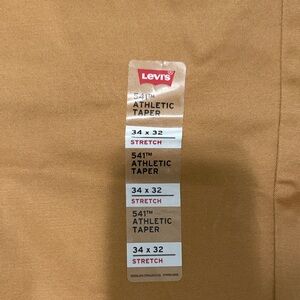 Levi's
541™
ATHLETIC
TAPER
34 x 32
STRETCH
541™
ATHLETIC
TAPER
34 x 32
STRETCH
541™
ATHLETIC
TAPER
34 x 32
STRETCH